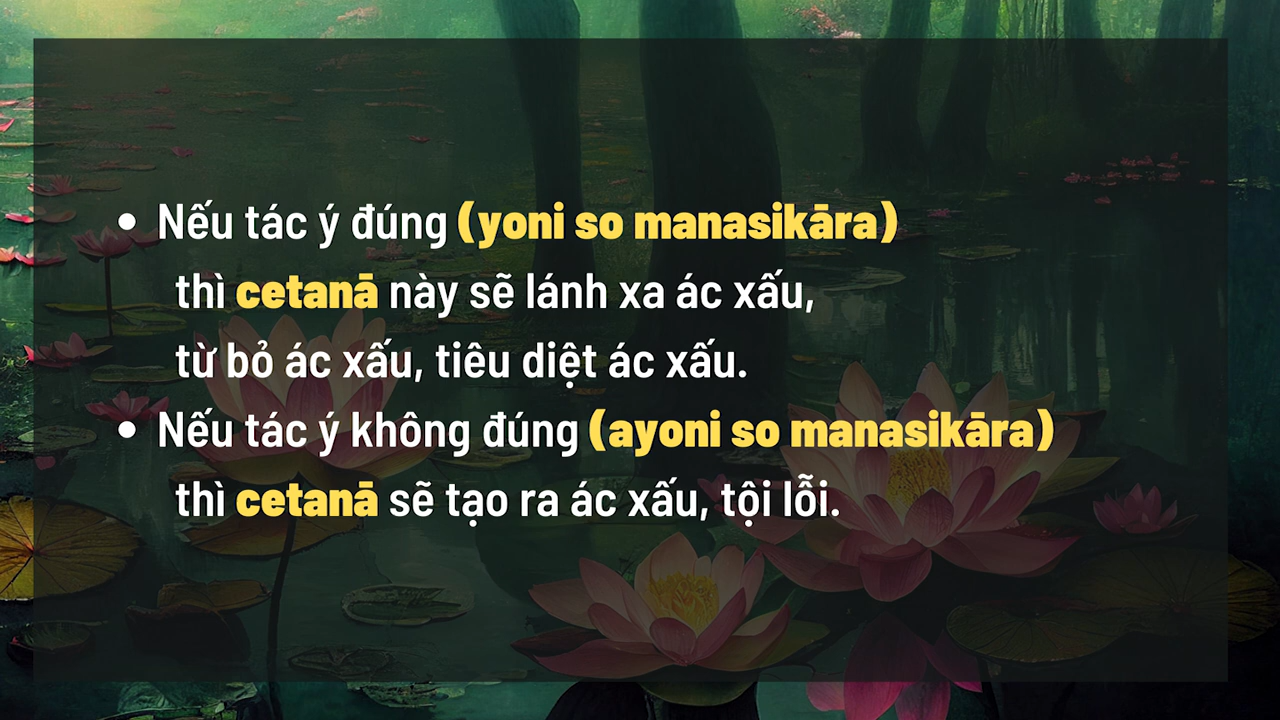 • Nếu tác ý đúng (yoni so manasikāra)
thì cetanā này sẽ lánh xa ác xấu,
từ bỏ ác xấu, tiêu diệt ác xấu.
• Nếu tác ý không đúng (ayoni so manasikāra)
thì cetanā sẽ tạo ra ác xấu, tội lỗi.